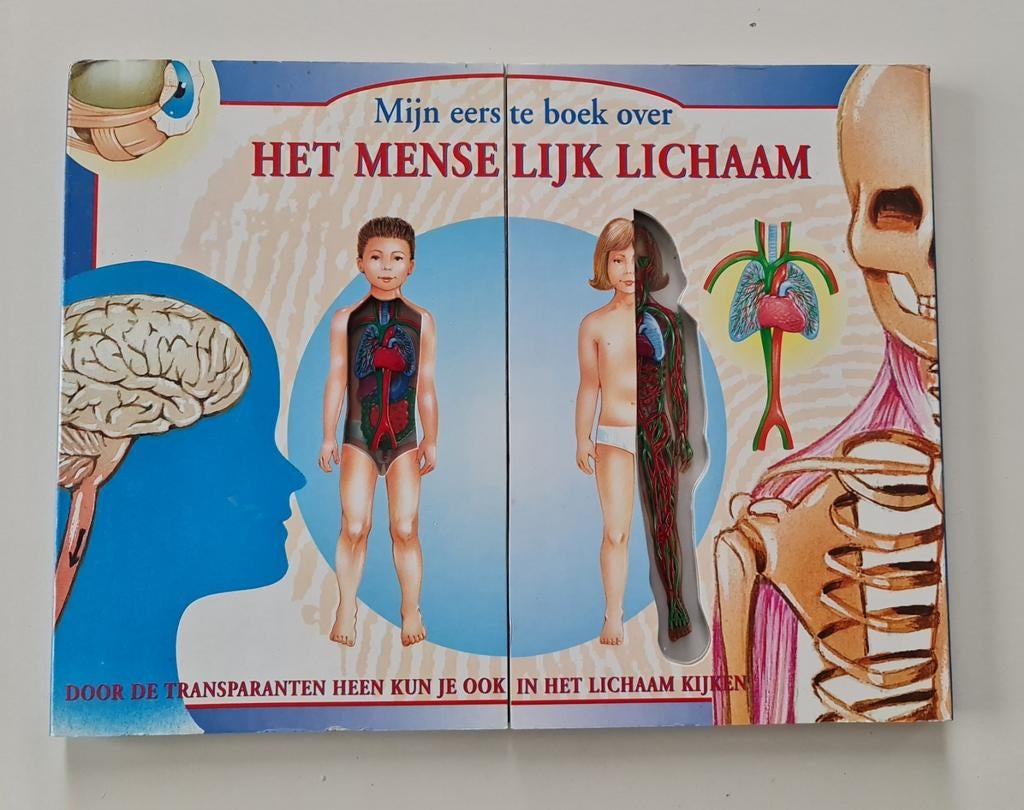 Mijn eerste boek over
HET MENSELIJK LICHAAM
DOOR DE TRANSPARANTEN HEEN KUN JE OOK IN HET LICHAAM KIJKEN